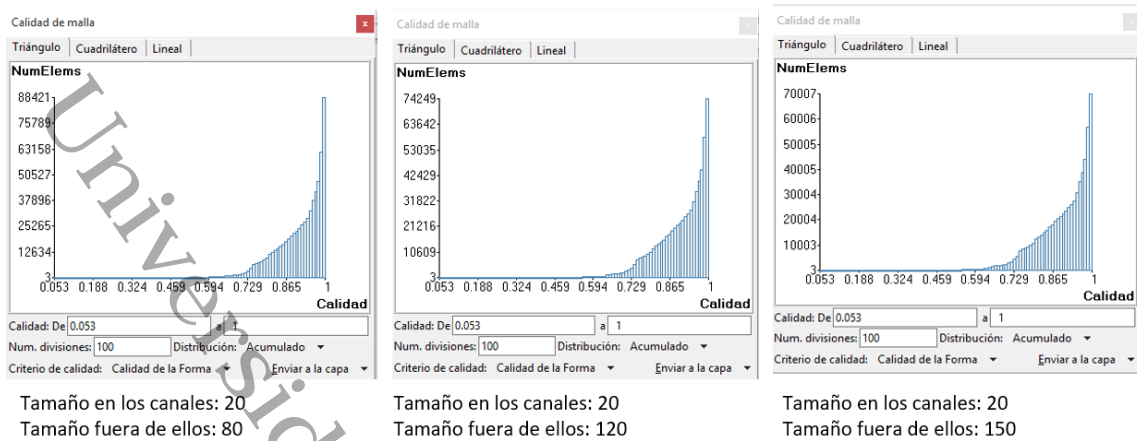 Calidad de malla
x
Triángulo Cuadrilátero Lineal
NumElems
88421
75789
63158
50527
37896
25265
12634
3
0.053 0.188 0.324 0.459 0.594 0.729 0.865 1
Calidad
Calidad: De 0.053 a 1
Num. divisiones: 100 Distribución: Acumulado
Criterio de calidad: Calidad de la Forma Enviar a la capa
Tamaño en los canales: 20
Tamaño fuera de ellos: 80
Calidad de malla
Triángulo Cuadrilátero Lineal
NumElems
74249
63642
53035
42429
31822
21216
10609
3
0.053 0.188 0.324 0.459 0.594 0.729 0.865 1
Calidad
Calidad: De 0.053 a 1
Num. divisiones: 100 Distribución: Acumulado
Criterio de calidad: Calidad de la Forma Enviar a la capa
Tamaño en los canales: 20
Tamaño fuera de ellos: 120
Calidad de malla
Triángulo Cuadrilátero Lineal
NumElems
70007
60006
50005
40005
30004
20004
10003
3
0.053 0.188 0.324 0.459 0.594 0.729 0.865 1
Calidad
Calidad: De 0.053 a 1
Num. divisiones: 100 Distribución: Acumulado
Criterio de calidad: Calidad de la Forma Enviar a la capa
Tamaño en los canales: 20
Tamaño fuera de ellos: 150
Universid